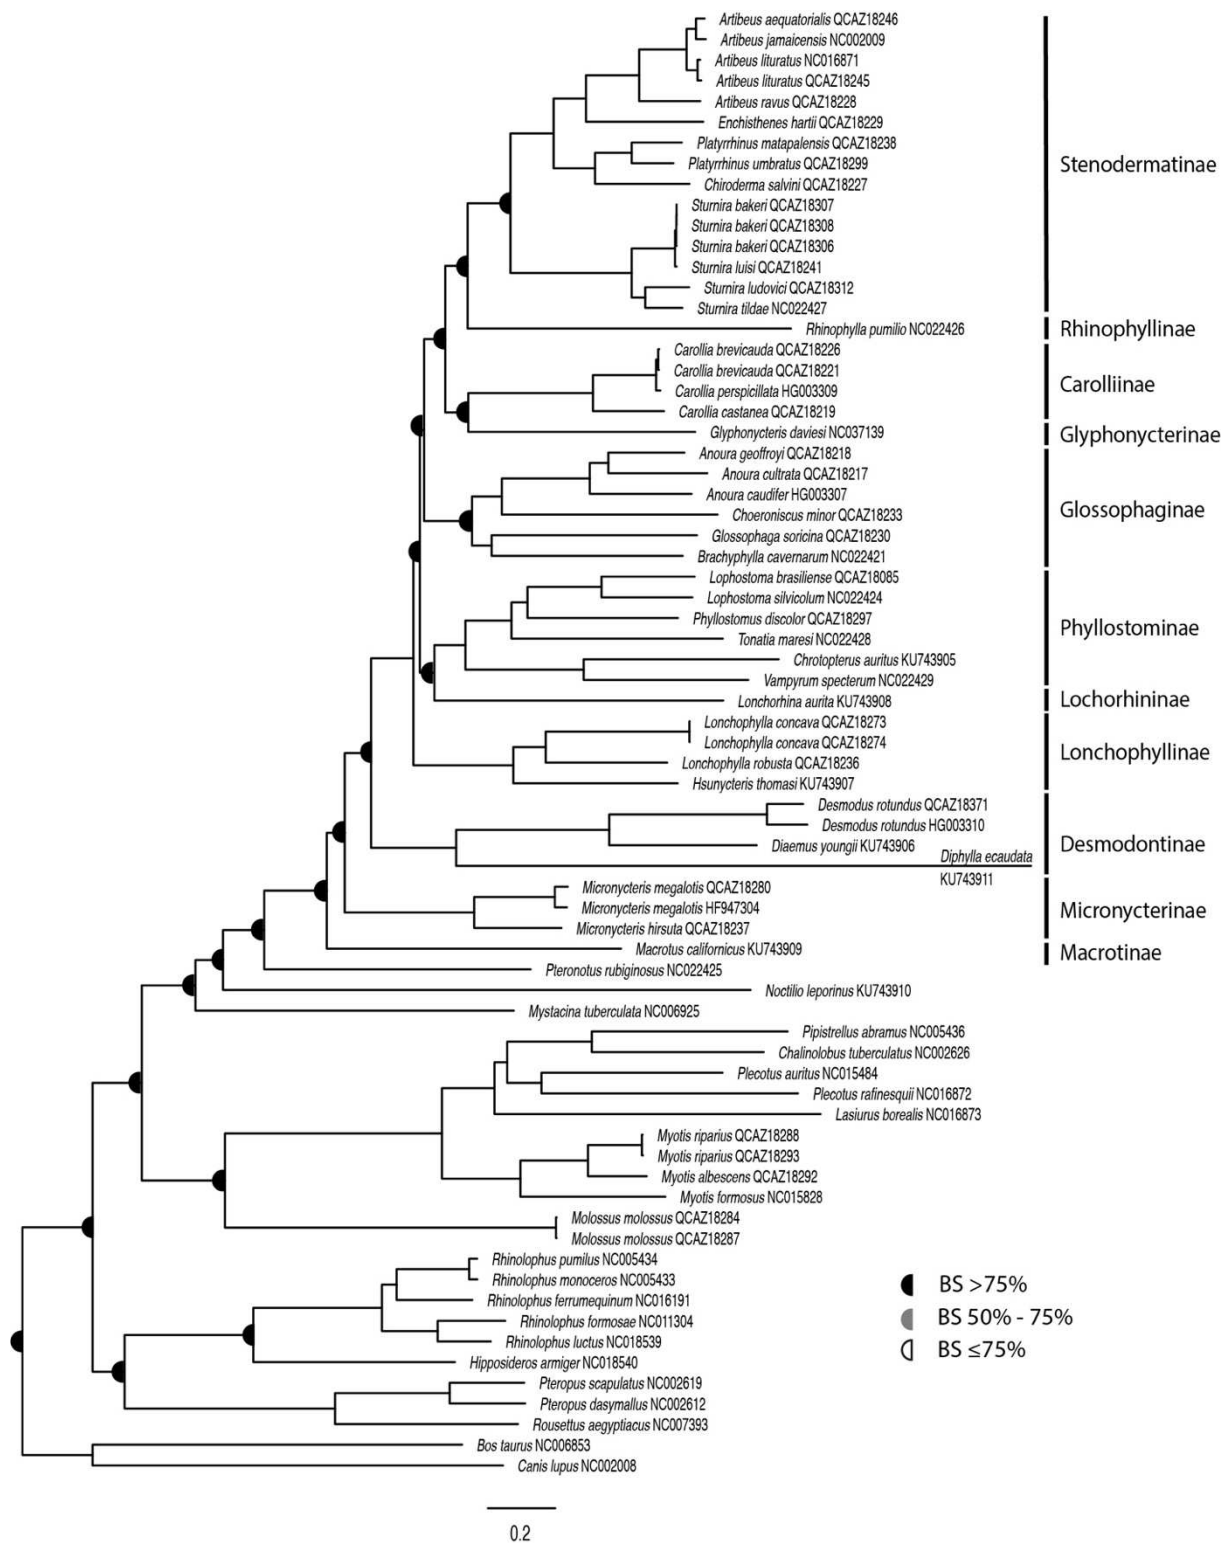 Artibeus aequatorialis QCAZ18246
Artibeus jamaicensis NC002009
Artibeus lituratus NC016871
Artibeus lituratus QCAZ18245
Artibeus ravus QCAZ18228
Enchisthenes hartii QCAZ18229
Platyrrhinus matapalensis QCAZ18238
Platyrrhinus umbratus QCAZ18299
Chiroderma salvini QCAZ18227
Sturnira bakeri QCAZ18307
Sturnira bakeri QCAZ18308
Sturnira bakeri QCAZ18306
Sturnira luisi QCAZ18241
Sturnira ludovici QCAZ18312
Sturnira tildae NC022427
Stenodermatinae
Rhinophylla pumilio NC022426
Rhinophyllinae
Carollia brevicauda QCAZ18226
Carollia brevicauda QCAZ18221
Carollia perspicillata HG003309
Carollia castanea QCAZ18219
Carolliinae
Glyphonycteris daviesi NC037139
Glyphonycterinae
Anoura geoffroyi QCAZ18218
Anoura cultrata QCAZ18217
Anoura caudifer HG003307
Choeroniscus minor QCAZ18233
Glossophaga soricina QCAZ18230
Brachyphylla cavernarum NC022421
Glossophaginae
Lophostoma brasiliense QCAZ18085
Lophostoma silvicolum NC022424
Phyllostomus discolor QCAZ18297
Tonatia maresi NC022428
Chrotopterus auritus KU743905
Vampyrum specterum NC022429
Phyllostominae
Lonchorhina aurita KU743908
Lochorhininae
Lonchophylla concava QCAZ18273
Lonchophylla concava QCAZ18274
Lonchophylla robusta QCAZ18236
Hsunycteris thomasi KU743907
Lonchophyllinae
Desmodus rotundus QCAZ18371
Desmodus rotundus HG003310
Diaemus youngii KU743906
Diphylla ecaudata
KU743911
Desmodontinae
Micronycteris megalotis QCAZ18280
Micronycteris megalotis HF947304
Micronycteris hirsuta QCAZ18237
Micronycterinae
Macrotus californicus KU743909
Macrotinae
Pteronotus rubiginosus NC022425
Noctilio leporinus KU743910
Mystacina tuberculata NC006925
Pipistrellus abramus NC005436
Chalinolobus tuberculatus NC002626
Plecotus auritus NC015484
Plecotus rafinesquii NC016872
Lasiurus borealis NC016873
Myotis riparius QCAZ18288
Myotis riparius QCAZ18293
Myotis albescens QCAZ18292
Myotis formosus NC015828
Molossus molossus QCAZ18284
Molossus molossus QCAZ18287
Rhinolophus pumilus NC005434
Rhinolophus monoceros NC005433
Rhinolophus ferrumequinum NC016191
Rhinolophus formosae NC011304
Rhinolophus luctus NC018539
Hipposideros armiger NC018540
Pteropus scapulatus NC002619
Pteropus dasymallus NC002612
Rousettus aegyptiacus NC007393
Bos taurus NC006853
Canis lupus NC002008
BS >75%
BS 50% - 75%
BS ≤75%
0.2